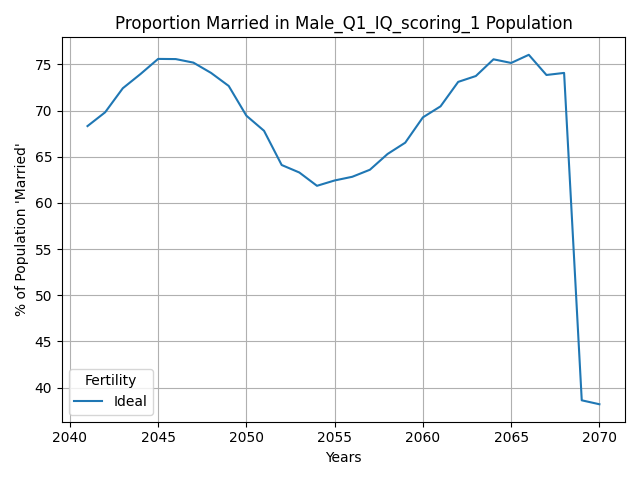 Proportion Married in Male_Q1_IQ_scoring_1 Population
% of Population 'Married'
75
70
65
60
55
50
45
40
Fertility
Ideal
2040 2045 2050 2055 2060 2065 2070
Years